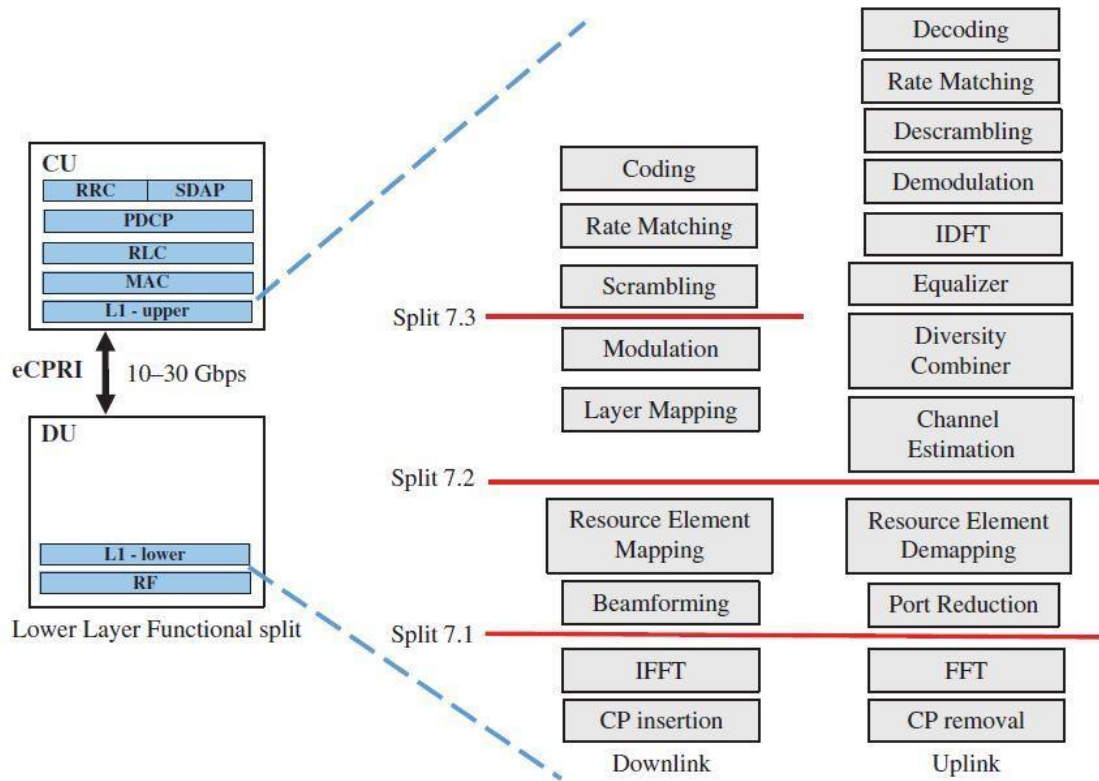 CU
RRC
SDAP
PDCP
RLC
MAC
L1 - upper
eCPRI
10–30 Gbps
DU
L1 - lower
RF
Lower Layer Functional split
Split 7.3
Split 7.2
Split 7.1
Coding
Rate Matching
Scrambling
Modulation
Layer Mapping
Resource Element
Mapping
Beamforming
IFFT
CP insertion
Downlink
Decoding
Rate Matching
Descrambling
Demodulation
IDFT
Equalizer
Diversity
Combiner
Channel
Estimation
Resource Element
Demapping
Port Reduction
FFT
CP removal
Uplink